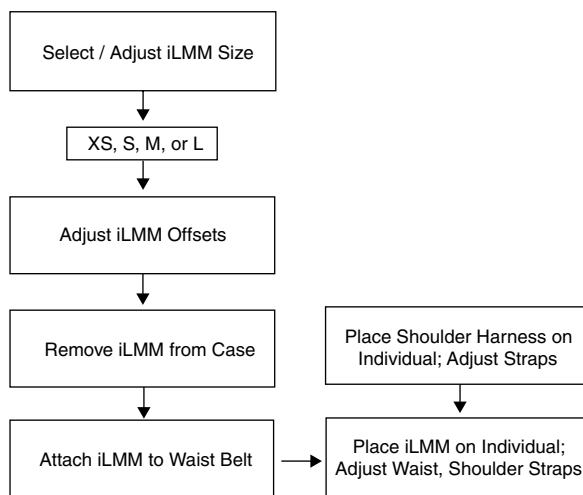 Select / Adjust iLMM Size
XS, S, M, or L
Adjust iLMM Offsets
Remove iLMM from Case
Attach iLMM to Waist Belt
Place Shoulder Harness on
Individual; Adjust Straps
Place iLMM on Individual;
Adjust Waist, Shoulder Straps